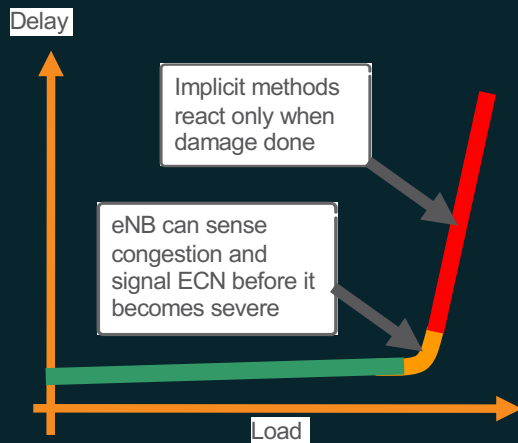 Delay
Implicit methods
react only when
damage done
eNB can sense
congestion and
signal ECN before it
becomes severe
Load